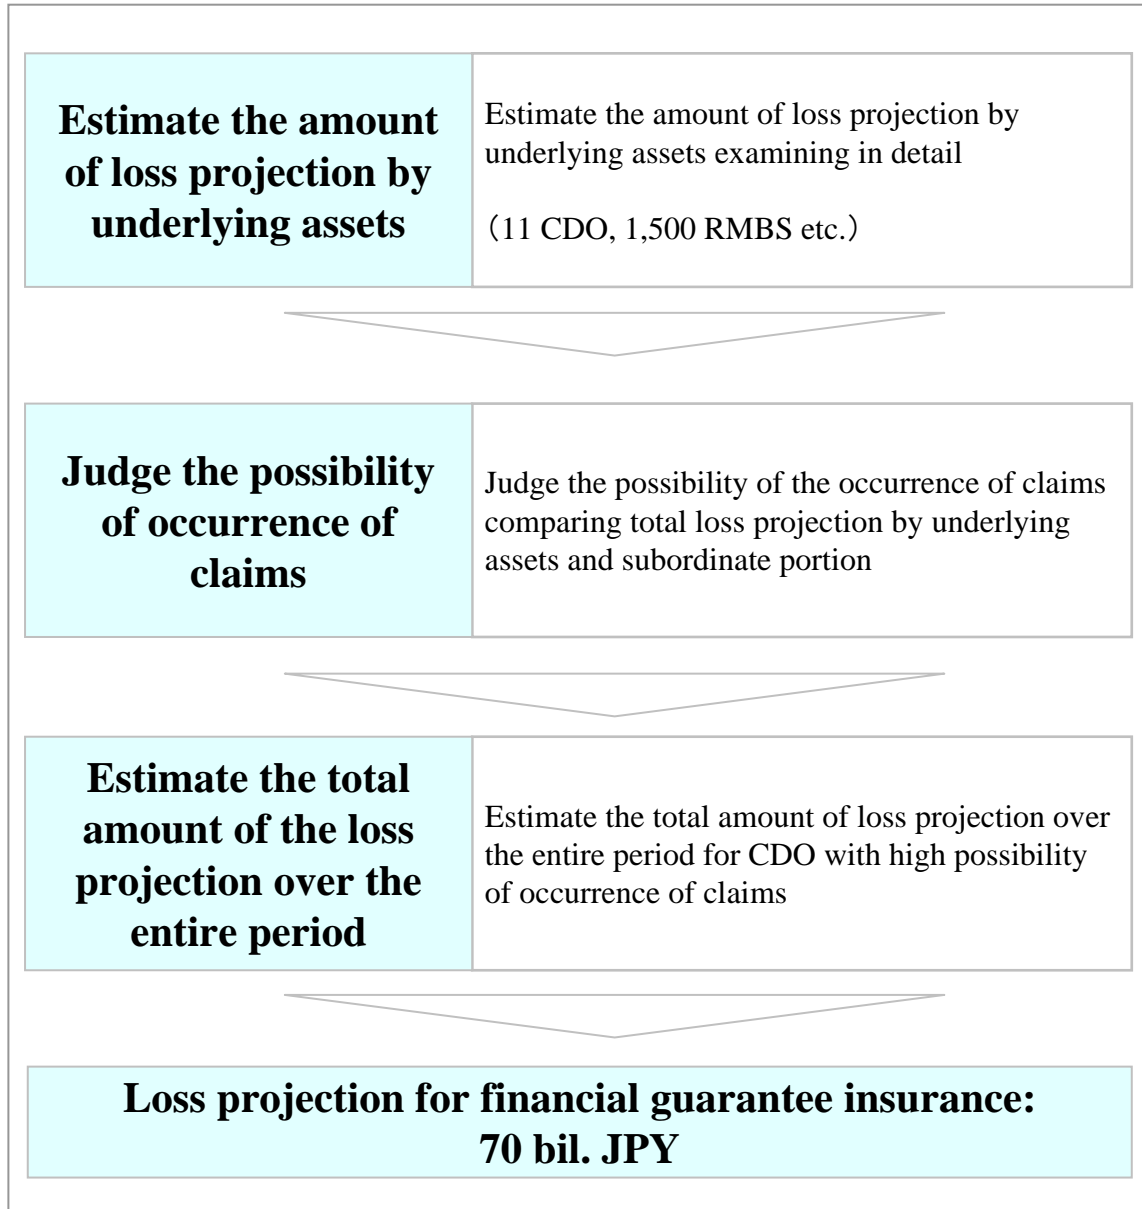 Estimate the amount
of loss projection by
underlying assets
Estimate the amount of loss projection by
underlying assets examining in detail
（11 CDO, 1,500 RMBS etc.）
Judge the possibility
of occurrence of
claims
Judge the possibility of the occurrence of claims
comparing total loss projection by underlying
assets and subordinate portion
Estimate the total
amount of the loss
projection over the
entire period
Estimate the total amount of loss projection over
the entire period for CDO with high possibility
of occurrence of claims
Loss projection for financial guarantee insurance:
70 bil. JPY